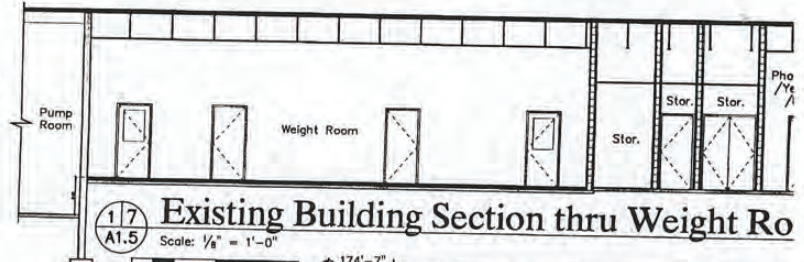 Pump
Room
Weight Room
Stor.
Stor.
Stor.
Pho
/Ye
1 7
A1.5
Existing Building Section thru Weight Ro
Scale: 1/8" = 1'-0"
174'-7"